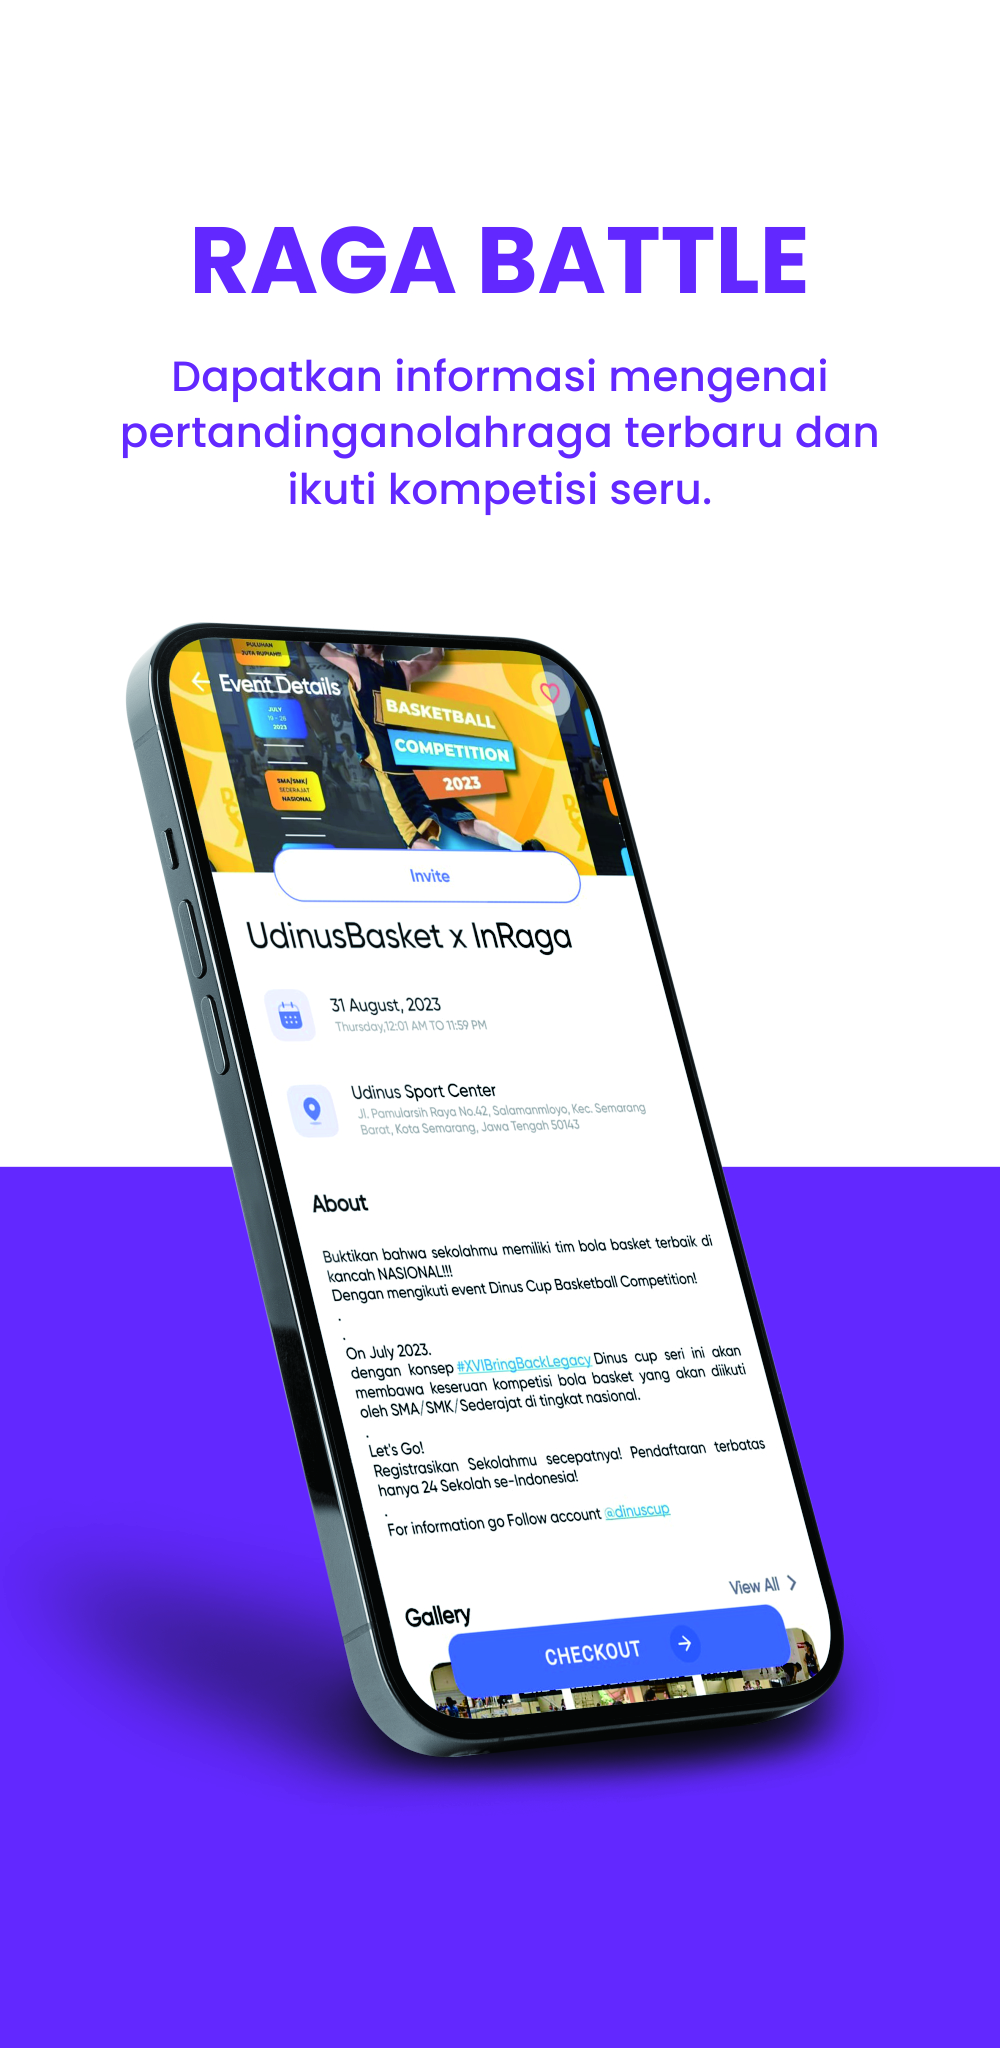 RAGA BATTLE
Dapatkan informasi mengenai
pertandinganolahraga terbaru dan
ikuti kompetisi seru.
PULUHAN
JUTA RUPIAH!
Event Details
JULY
19 - 26
2023
BASKETBALL
COMPETITION
2023
SMA/SMK/
SEDERAJAT
NASIONAL
Invite
UdinusBasket x InRaga
31 August, 2023
Thursday,12:01 AM TO 11:59 PM
Udinus Sport Center
Jl. Pamularsih Raya No.42, Salamanmloyo, Kec. Semarang
Barat, Kota Semarang, Jawa Tengah 50143
About
Buktikan bahwa sekolahmu memiliki tim bola basket terbaik di
kancah NASIONAL!!!
Dengan mengikuti event Dinus Cup Basketball Competition!
.
.
On July 2023.
dengan konsep #XVIBringBackLegacy Dinus cup seri ini akan
membawa keseruan kompetisi bola basket yang akan diikuti
oleh SMA/SMK/Sederajat di tingkat nasional.
.
Let's Go!
Registrasikan Sekolahmu secepatnya! Pendaftaran terbatas
hanya 24 Sekolah se-Indonesia!
.
For information go Follow account @dinuscup
View All
Gallery
CHECKOUT